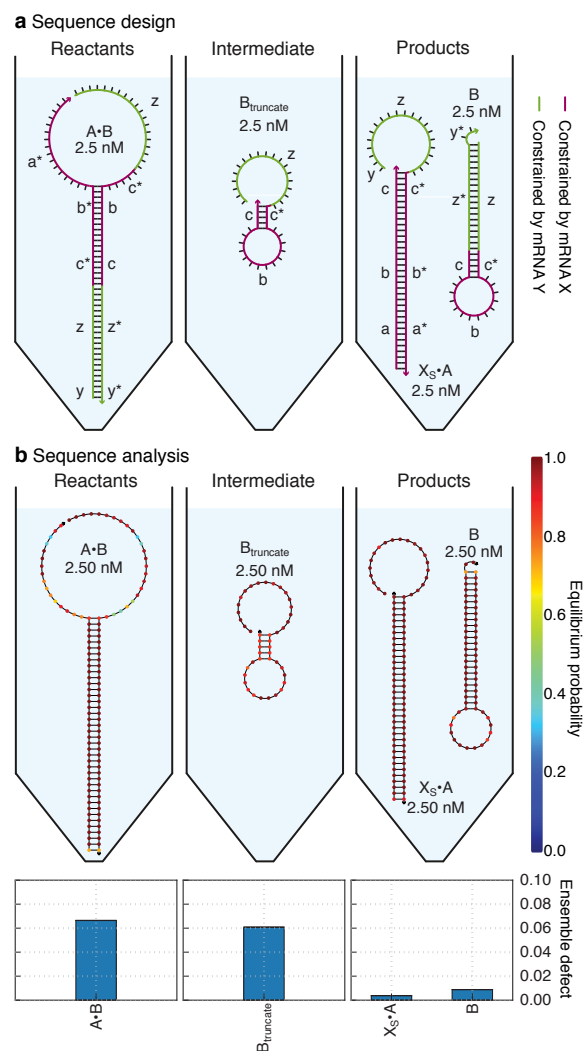 a Sequence design
Reactants
Intermediate
Products
A•B
2.5 nM
z
a*
c*
b*
b
c*
c
z
z*
y
y*
B_truncate
2.5 nM
z
c
c*
b
z
y
c
c*
b
b*
a
a*
X_S•A
2.5 nM
B
2.5 nM
y*
z*
z
c
c*
b
Constrained by mRNA X
Constrained by mRNA Y
b Sequence analysis
Reactants
Intermediate
Products
A•B
2.50 nM
B_truncate
2.50 nM
B
2.50 nM
X_S•A
2.50 nM
1.0
0.8
0.6
0.4
0.2
0.0
Equilibrium probability
0.10
0.08
0.06
0.04
0.02
0.00
Ensemble defect
A•B
B_truncate
X_S•A
B